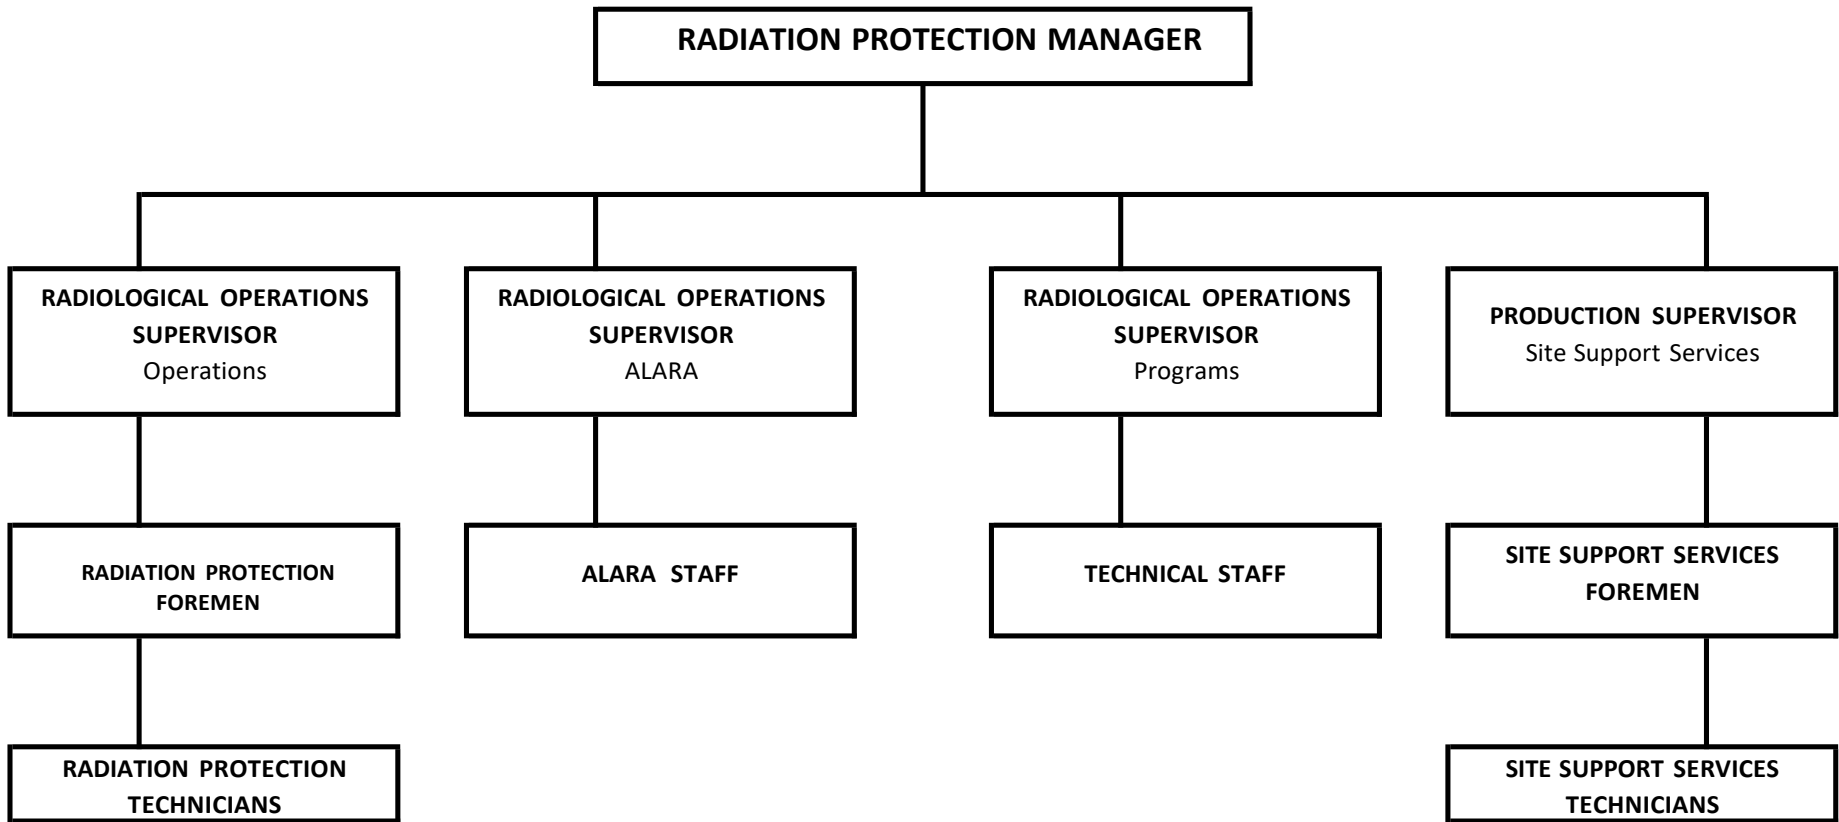 RADIATION PROTECTION MANAGER
RADIOLOGICAL OPERATIONS
SUPERVISOR
Operations
RADIOLOGICAL OPERATIONS
SUPERVISOR
ALARA
RADIOLOGICAL OPERATIONS
SUPERVISOR
Programs
PRODUCTION SUPERVISOR
Site Support Services
RADIATION PROTECTION
FOREMEN
ALARA STAFF
TECHNICAL STAFF
SITE SUPPORT SERVICES
FOREMEN
RADIATION PROTECTION
TECHNICIANS
SITE SUPPORT SERVICES
TECHNICIANS